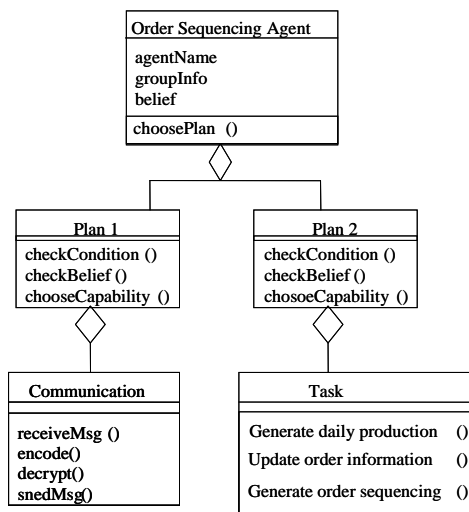 Order Sequencing Agent
agentName
groupInfo
belief
choosePlan ()
Plan 1
checkCondition ()
checkBelief ()
chooseCapability ()
Plan 2
checkCondition ()
checkBelief ()
chosoeCapability ()
Communication
receiveMsg ()
encode()
decrypt()
snedMsg()
Task
Generate daily production ()
Update order information ()
Generate order sequencing ()